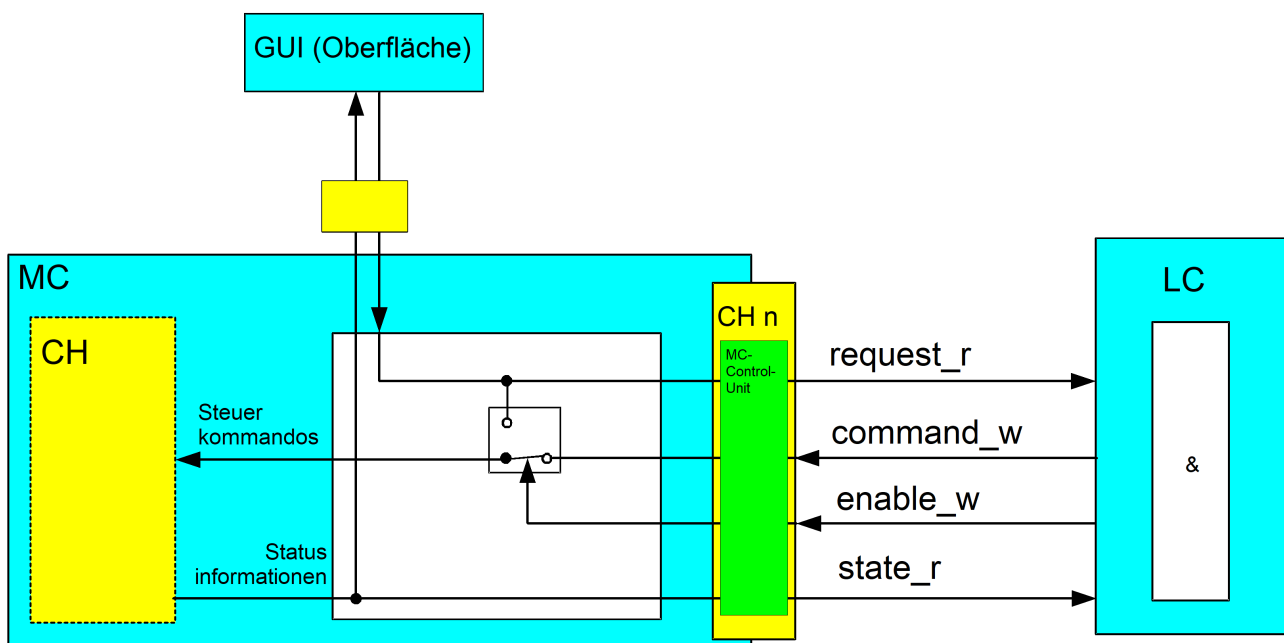 GUI (Oberfläche)
MC
CH
Steuer
kommandos
Status
informationen
CH n
MC-
Control-
Unit
request_r
command_w
enable_w
state_r
LC
&